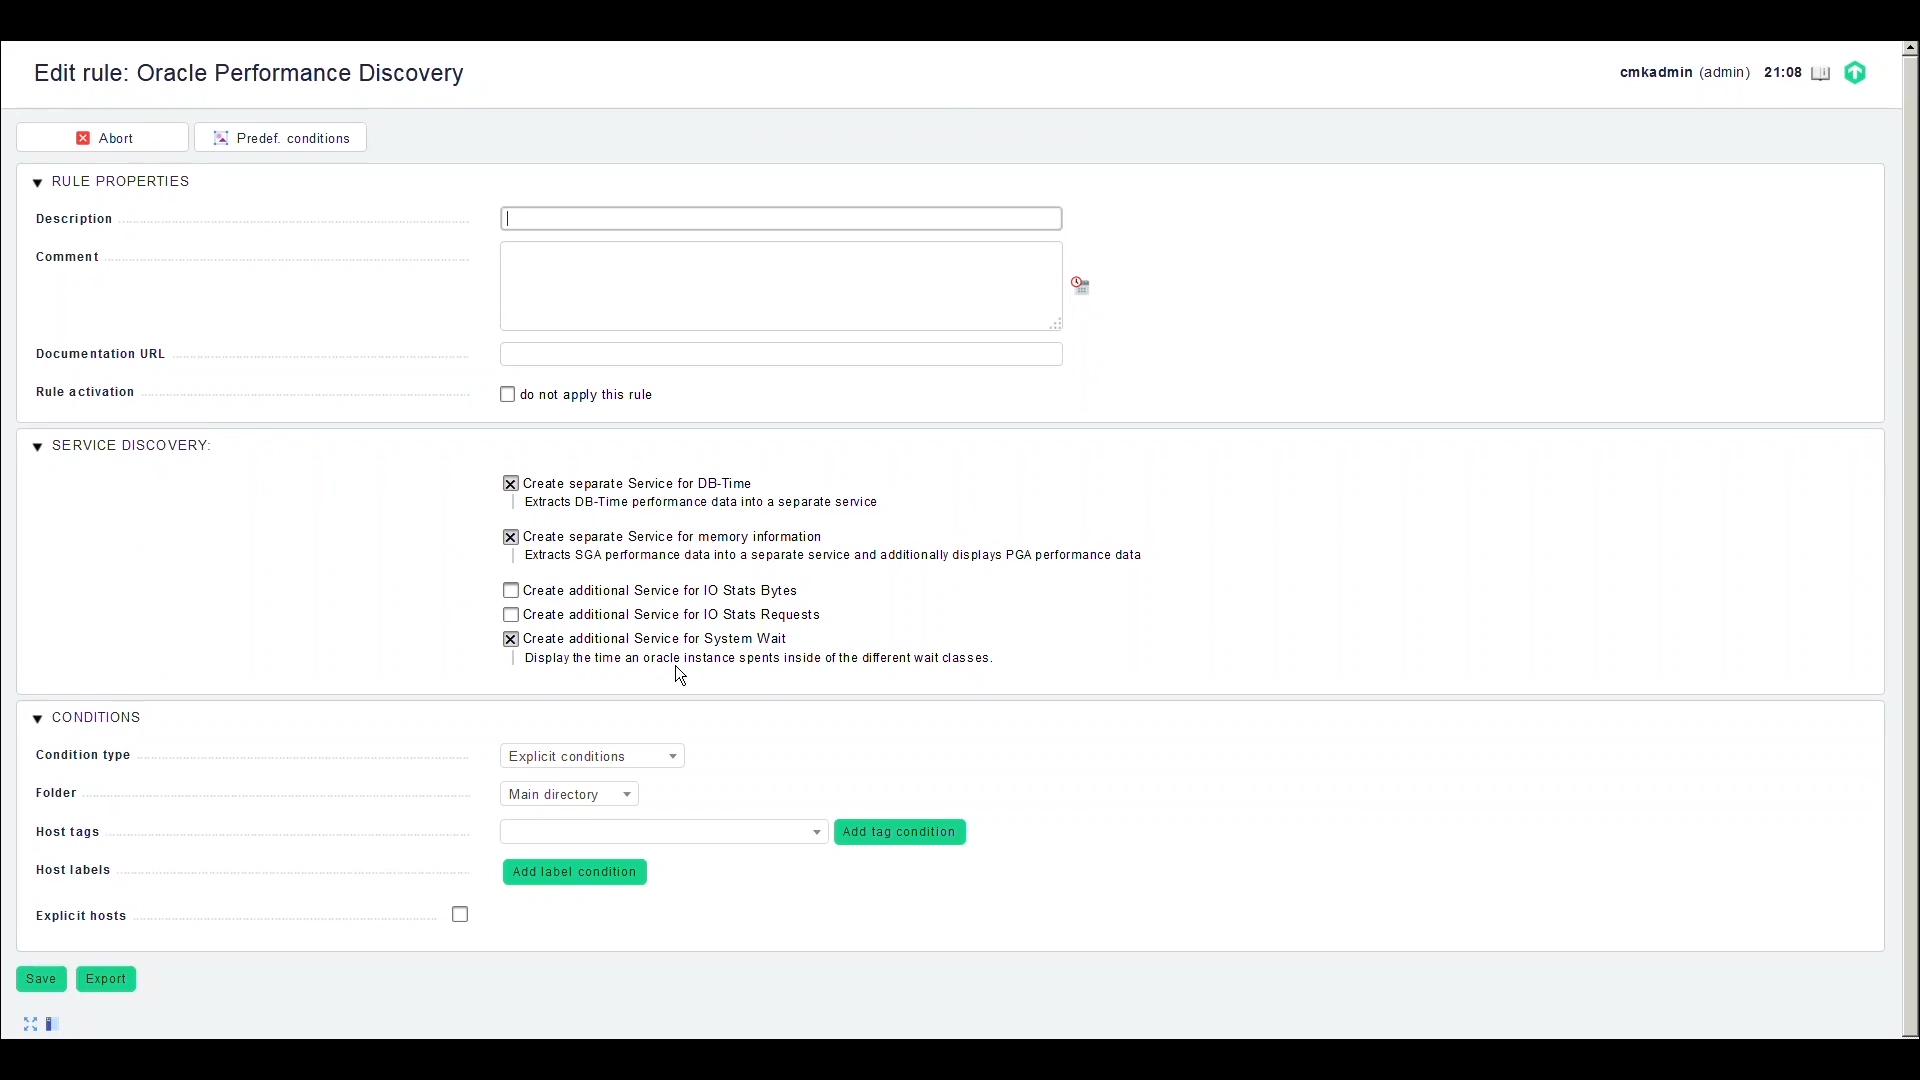 Edit rule: Oracle Performance Discovery
cmkadmin (admin) 21:08
Abort
Predef. conditions
RULE PROPERTIES
Description
Comment
Documentation URL
Rule activation
do not apply this rule
SERVICE DISCOVERY:
Create separate Service for DB-Time
Extracts DB-Time performance data into a separate service
Create separate Service for memory information
Extracts SGA performance data into a separate service and additionally displays PGA performance data
Create additional Service for IO Stats Bytes
Create additional Service for IO Stats Requests
Create additional Service for System Wait
Display the time an oracle instance spents inside of the different wait classes.
CONDITIONS
Condition type
Explicit conditions
Folder
Main directory
Host tags
Add tag condition
Host labels
Add label condition
Explicit hosts
Save
Export